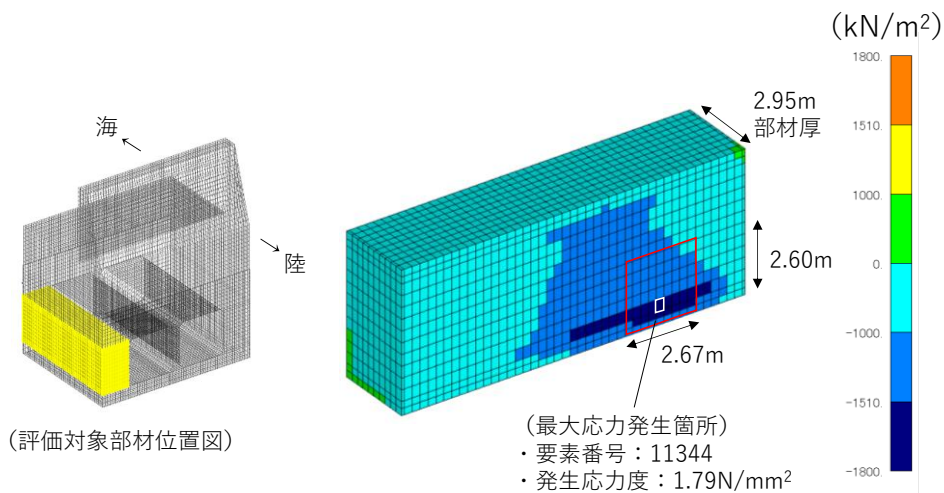 (kN/m²)
1800.
1510.
1000.
0.
-1000.
-1510.
-1800.
2.95m
部材厚
2.60m
2.67m
海
陸
(評価対象部材位置図)
(最大応力発生箇所)
・要素番号：11344
・発生応力度：1.79N/mm²